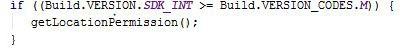 if ((Build.VERSION.SDK_INT >= Build.VERSION_CODES.M)) {
getLocationPermission();
}